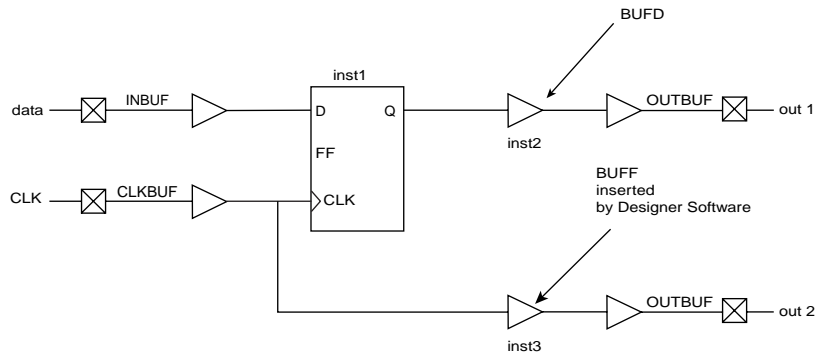 BUFD
inst1
data
INBUF
D
Q
OUTBUF
out 1
FF
inst2
CLK
CLKBUF
CLK
BUFF
inserted
by Designer Software
OUTBUF
out 2
inst3